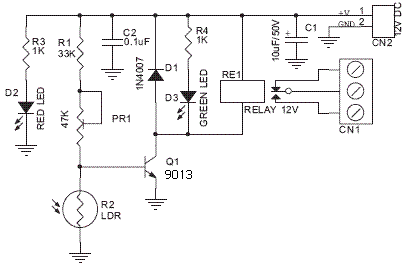 R3
1K
R1
33K
C2
0.1uF
R4
1K
C1
10uF/50V
+V
1
GND
2
CN2
12V DC
D1
1N4007
D2
RED LED
D3
GREEN LED
RE1
RELAY 12V
CN1
47K
PR1
Q1
9013
R2
LDR